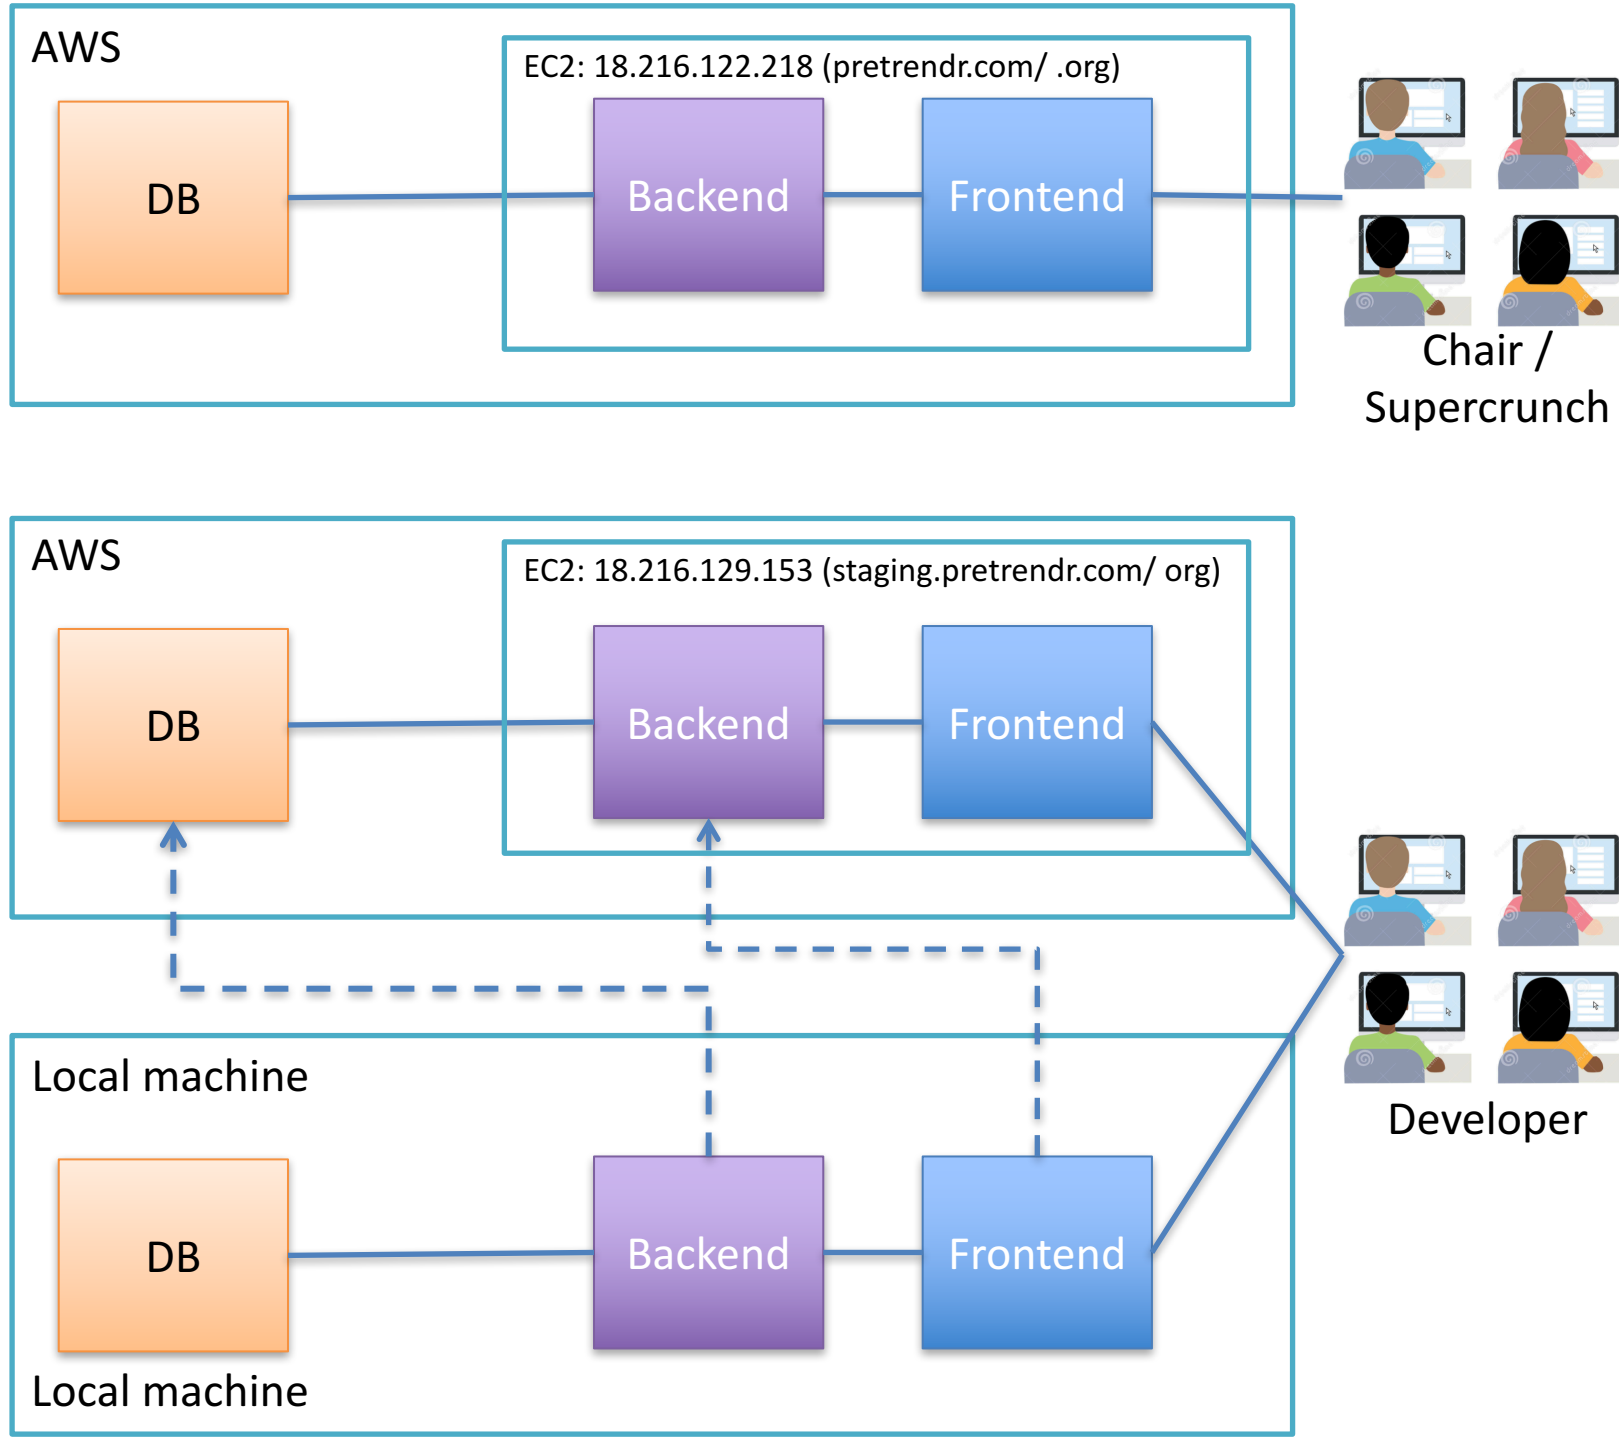 AWS
EC2: 18.216.122.218 (pretrendr.com/ .org)
DB
Backend
Frontend
Chair /
Supercrunch
AWS
EC2: 18.216.129.153 (staging.pretrendr.com/ org)
DB
Backend
Frontend
Developer
Local machine
DB
Backend
Frontend
Local machine